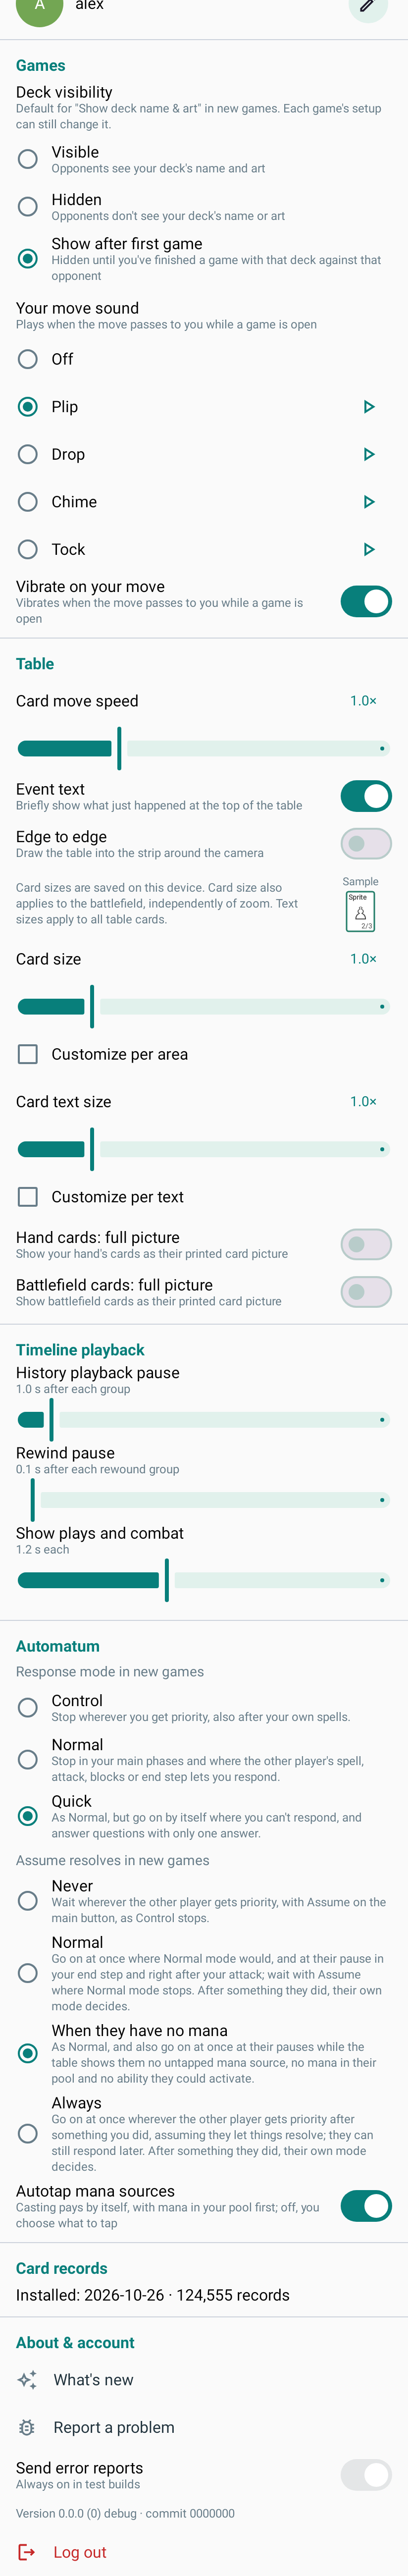 A
alex
Games
Deck visibility
Default for "Show deck name & art" in new games. Each game's setup
can still change it.
Visible
Opponents see your deck's name and art
Hidden
Opponents don't see your deck's name or art
Show after first game
Hidden until you've finished a game with that deck against that
opponent
Your move sound
Plays when the move passes to you while a game is open
Off
Plip
Drop
Chime
Tock
Vibrate on your move
Vibrates when the move passes to you while a game is
open
Table
Card move speed
1.0×
Event text
Briefly show what just happened at the top of the table
Edge to edge
Draw the table into the strip around the camera
Card sizes are saved on this device. Card size also
applies to the battlefield, independently of zoom. Text
sizes apply to all table cards.
Sample
Sprite
2/3
Card size
1.0×
Customize per area
Card text size
1.0×
Customize per text
Hand cards: full picture
Show your hand's cards as their printed card picture
Battlefield cards: full picture
Show battlefield cards as their printed card picture
Timeline playback
History playback pause
1.0 s after each group
Rewind pause
0.1 s after each rewound group
Show plays and combat
1.2 s each
Automatum
Response mode in new games
Control
Stop wherever you get priority, also after your own spells.
Normal
Stop in your main phases and where the other player's spell,
attack, blocks or end step lets you respond.
Quick
As Normal, but go on by itself where you can't respond, and
answer questions with only one answer.
Assume resolves in new games
Never
Wait wherever the other player gets priority, with Assume on the
main button, as Control stops.
Normal
Go on at once where Normal mode would, and at their pause in
your end step and right after your attack; wait with Assume
where Normal mode stops. After something they did, their own
mode decides.
When they have no mana
As Normal, and also go on at once at their pauses while the
table shows them no untapped mana source, no mana in their
pool and no ability they could activate.
Always
Go on at once wherever the other player gets priority after
something you did, assuming they let things resolve; they can
still respond later. After something they did, their own mode
decides.
Autotap mana sources
Casting pays by itself, with mana in your pool first; off, you
choose what to tap
Card records
Installed: 2026-10-26 · 124,555 records
About & account
What's new
Report a problem
Send error reports
Always on in test builds
Version 0.0.0 (0) debug · commit 0000000
Log out